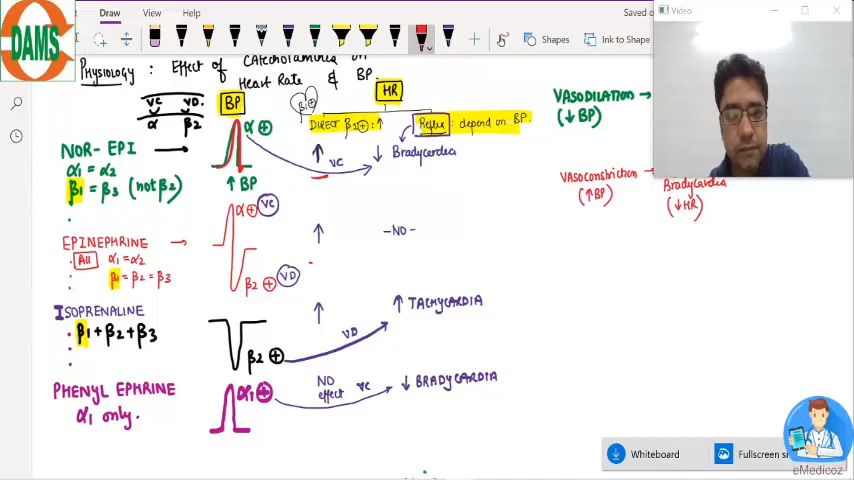 DAMS
Draw
View
Help
Saved o
Video
Shapes
Ink to Shape
Physiology : Effect of Catecholamines on
Heart Rate & BP.
VC VD.
α β2
BP
β1⊕
HR
DIRECT β1⊕: ↑
Reflex: depend on BP.
VASODILATION →
(↓BP)
NOR-EPI →
α1 = α2
β1 = β3 (not β2)
α⊕
↑ BP
↑ VC ↓ Bradycardia
VASOCONSTRICTION →
(↑BP)
Bradycardia
(↓HR)
EPINEPHRINE →
All α1 = α2
β1 = β2 = β3
α⊕ VC
β2⊕ VD
↑
-NO-
ISOPRENALINE
β1 + β2 + β3
β2⊕
↑
VD
↑ TACHYCARDIA
PHENYL EPHRINE
α1 only.
α1⊕
NO
effect VC
↓ BRADYCARDIA
Whiteboard
Fullscreen sn
eMedicoz